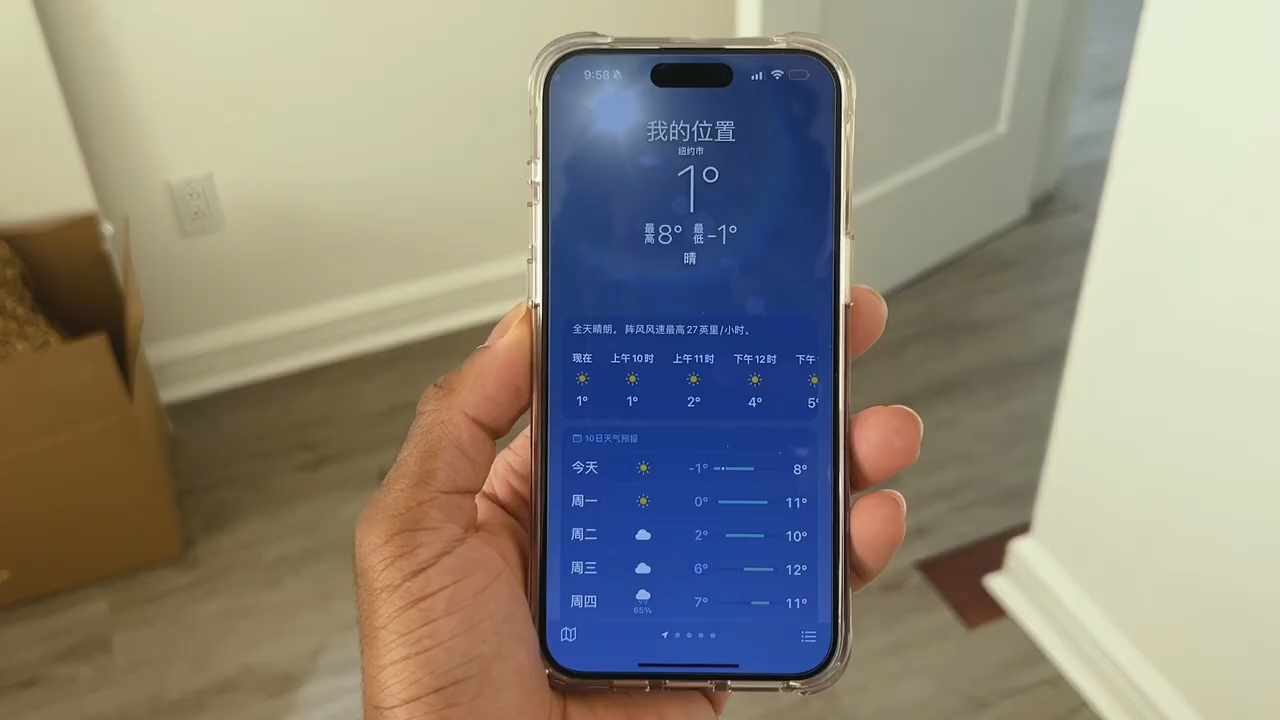 9:58
我的位置
纽约市
1°
最高8° 最低-1°
晴
全天晴朗。阵风风速最高27英里/小时。
现在 上午10时 上午11时 下午12时 下午
1° 1° 2° 4° 5°
10日天气预报
今天 -1° 8°
周一 0° 11°
周二 2° 10°
周三 6° 12°
周四 65% 7° 11°